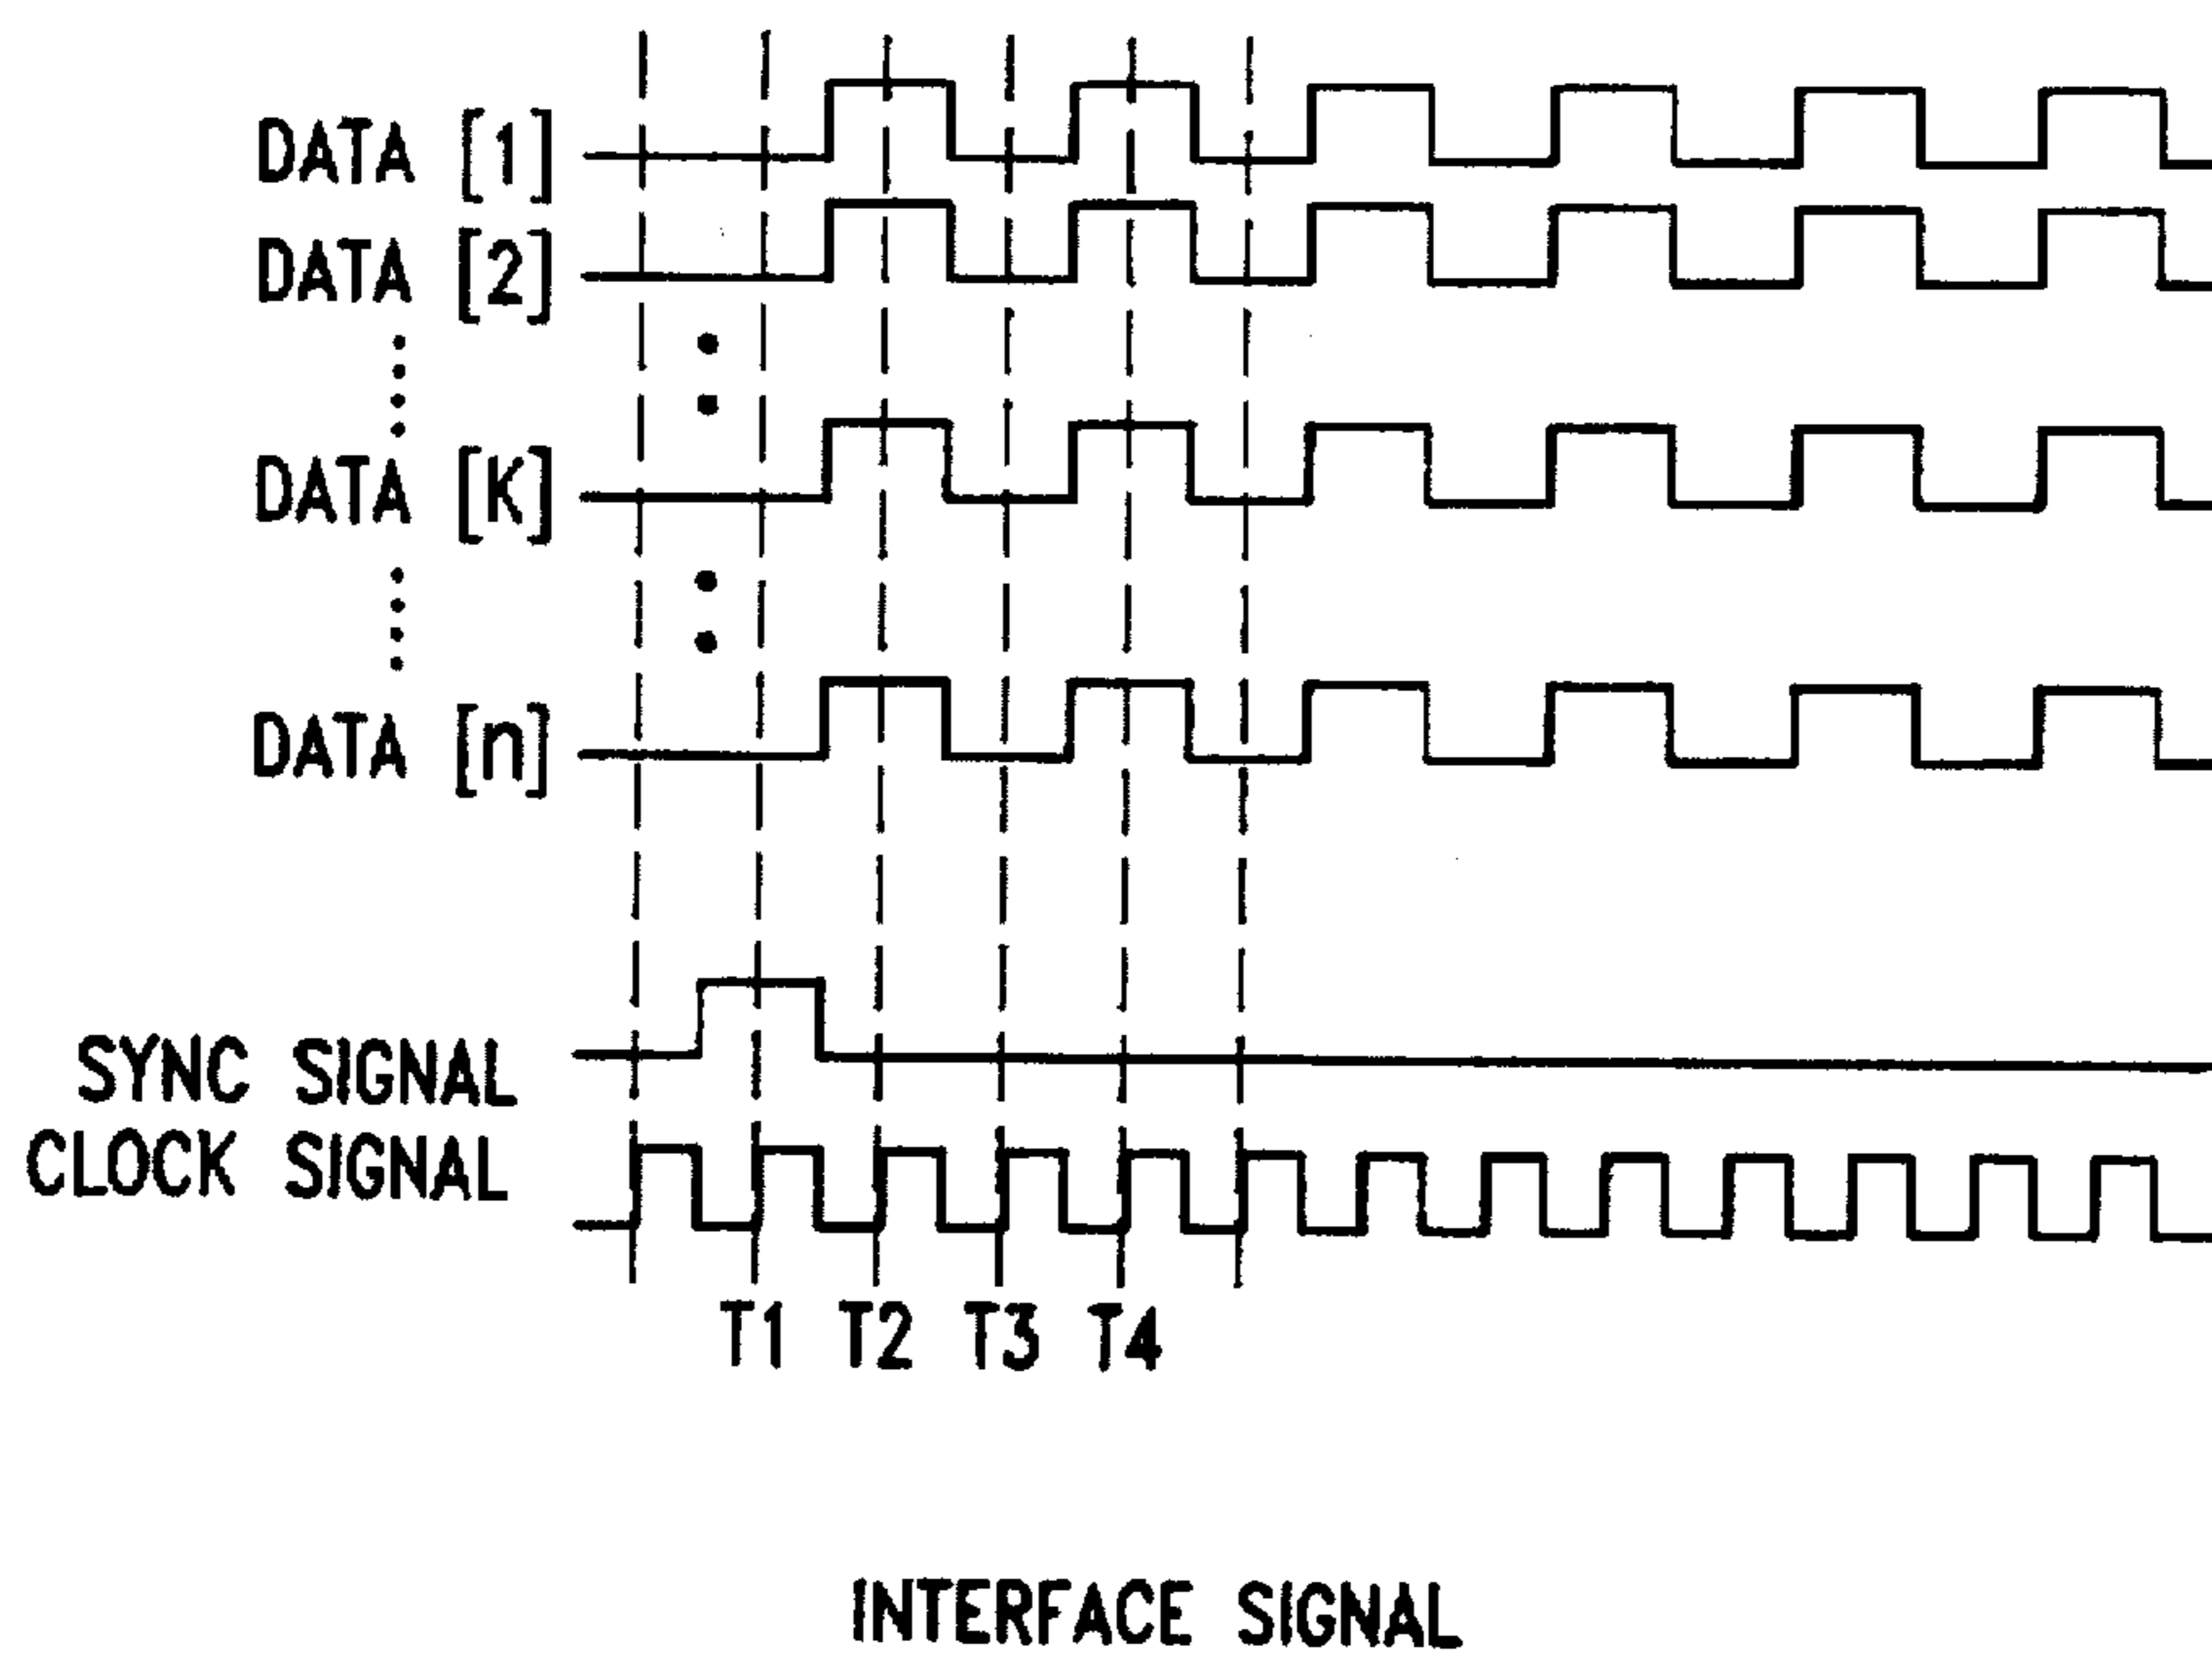 DATA [1]
DATA [2]
DATA [K]
DATA [n]
SYNC SIGNAL
CLOCK SIGNAL
T1 T2 T3 T4
INTERFACE SIGNAL